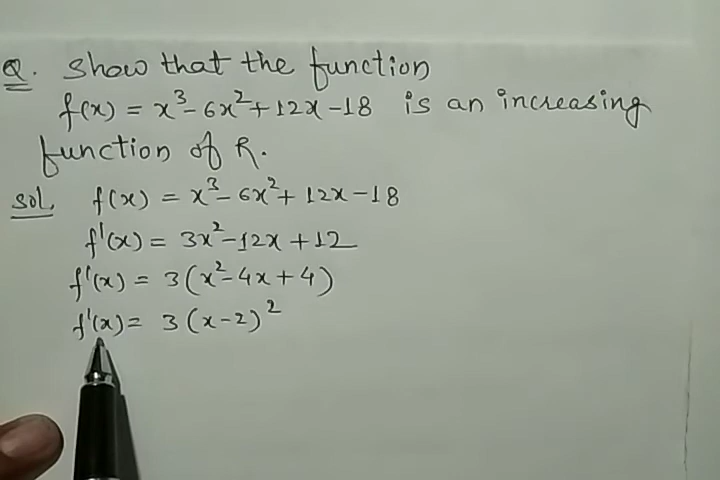 Q. Show that the function
f(x) = x³-6x²+12x-18 is an increasing
function of R.
Sol. f(x) = x³-6x²+12x-18
f'(x) = 3x²-12x+12
f'(x) = 3(x²-4x+4)
f'(x) = 3(x-2)²